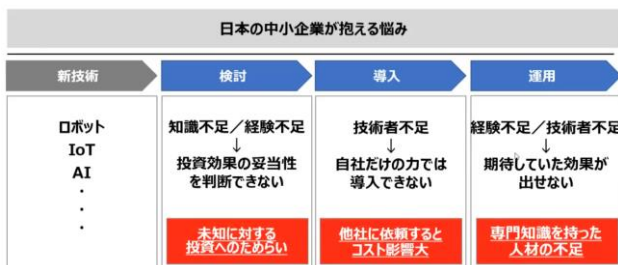 日本の中小企業が抱える悩み
新技術
検討
導入
運用
ロボット
IoT
AI
・
・
・
知識不足／経験不足
↓
投資効果の妥当性
を判断できない
未知に対する
投資へのためらい
技術者不足
↓
自社だけの力では
導入できない
他社に依頼すると
コスト影響大
経験不足／技術者不足
↓
期待していた効果が
出せない
専門知識を持った
人材の不足